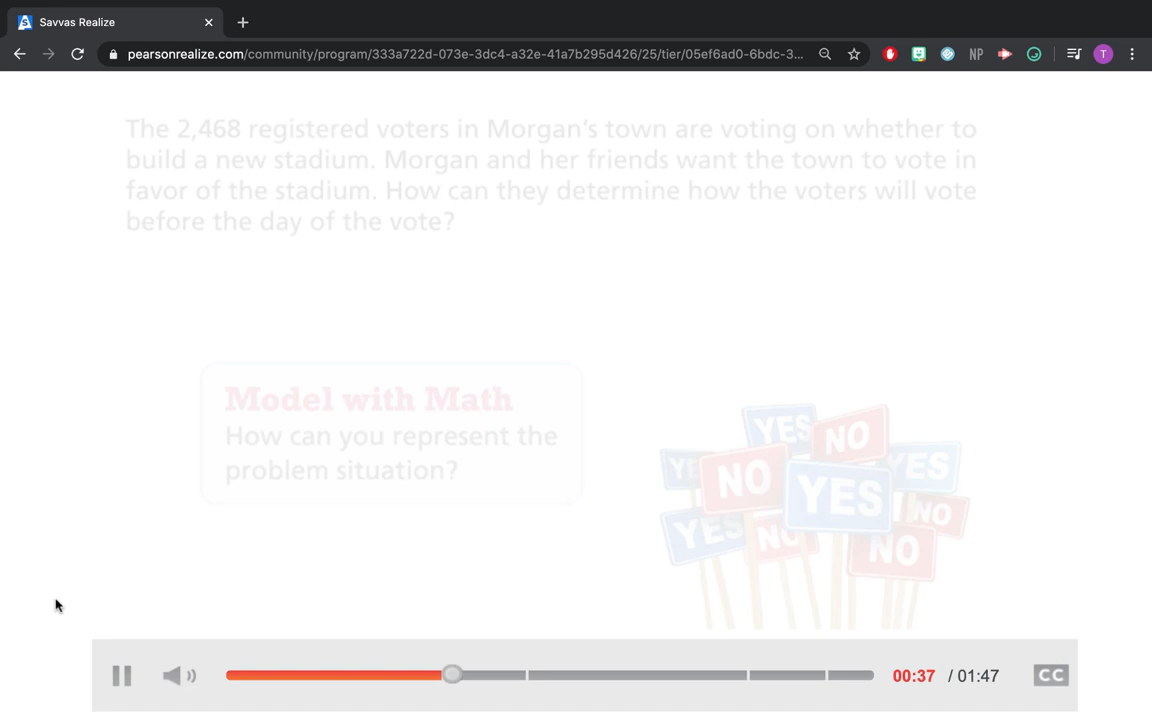 Savvas Realize
pearsonrealize.com/community/program/333a722d-073e-3dc4-a32e-41a7b295d426/25/tier/05ef6ad0-6bdc-3...
NP
T
The 2,468 registered voters in Morgan's town are voting on whether to
build a new stadium. Morgan and her friends want the town to vote in
favor of the stadium. How can they determine how the voters will vote
before the day of the vote?
Model with Math
How can you represent the
problem situation?
YES
NO
YE
NO
YES
YES
NO
YES
NO
NO
00:37 / 01:47
CC